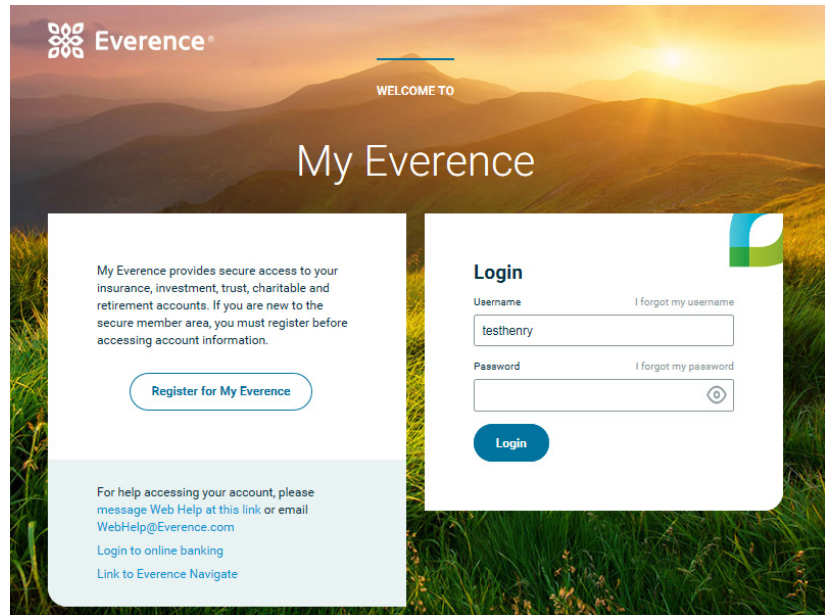 Everence®
WELCOME TO
My Everence
My Everence provides secure access to your
insurance, investment, trust, charitable and
retirement accounts. If you are new to the
secure member area, you must register before
accessing account information.
Register for My Everence
For help accessing your account, please
message Web Help at this link or email
WebHelp@Everence.com
Login to online banking
Link to Everence Navigate
Login
Username I forgot my username
testhenry
Password I forgot my password
Login